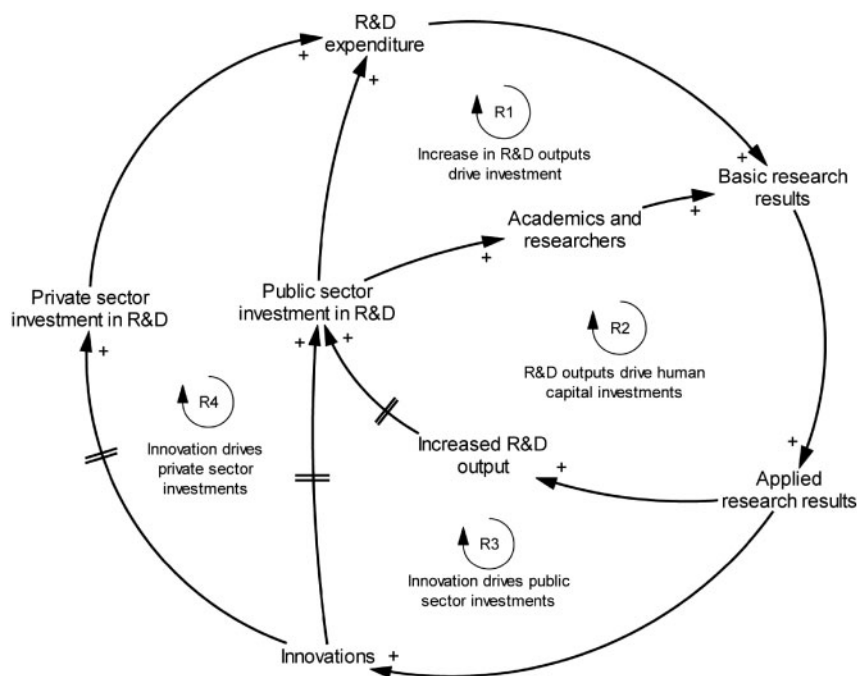 R&D
expenditure
+
+
R1
Increase in R&D outputs
drive investment
+
Basic research
results
Academics and
researchers
+
+
Private sector
investment in R&D
+
Public sector
investment in R&D
+
+
R2
R&D outputs drive human
capital investments
R4
Innovation drives
private sector
investments
Increased R&D
output
+
+
Applied
research results
R3
Innovation drives public
sector investments
Innovations
+